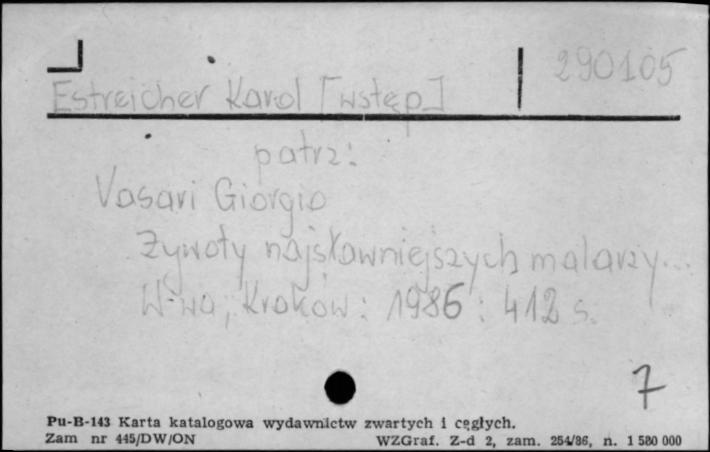 290105
Estreicher Karol [wstęp]
patrz:
Vasari Giorgio
Żywoty najsławniejszych malarzy...
W-wa, Kraków: 1986: 412 s.
7
Pu-B-143 Karta katalogowa wydawnictw zwartych i cęgłych.
Zam nr 445/DW/ON WZGraf. Z-d 2, zam. 254/86, n. 1 580 000